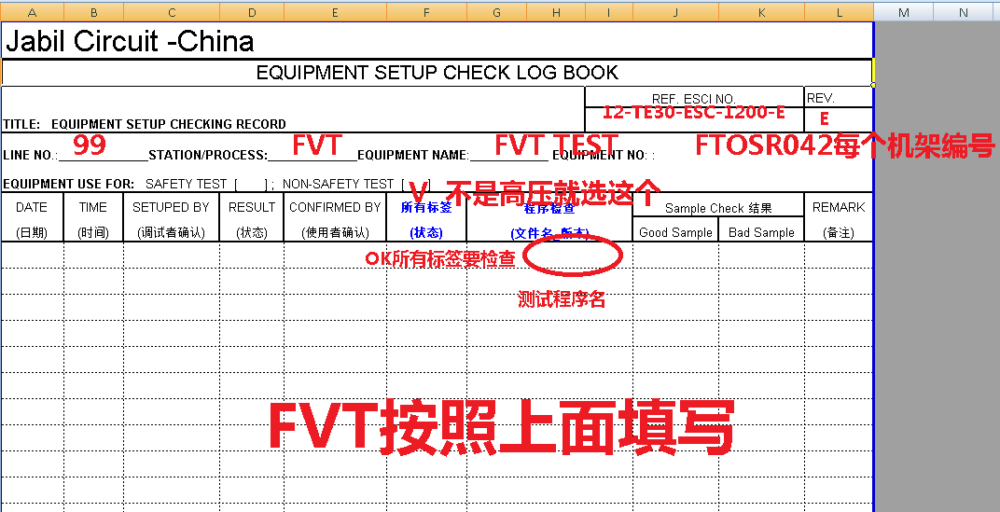 A B C D E F G H I J K L M N
Jabil Circuit -China
EQUIPMENT SETUP CHECK LOG BOOK
REF. ESCI NO. REV.
12-TE30-ESC-1200-E E
TITLE: EQUIPMENT SETUP CHECKING RECORD
LINE NO.: 99 STATION/PROCESS: FVT EQUIPMENT NAME: FVT TEST EQUIPMENT NO: : FTOSR042每个机架编号
EQUIPMENT USE FOR: SAFETY TEST [ ] ; NON-SAFETY TEST [ V ] 不是高压就选这个
DATE TIME SETUPED BY RESULT CONFIRMED BY 所有标签 程序检查 Sample Check 结果 REMARK
(日期) (时间) (调试者确认) (状态) (使用者确认) (状态) (文件名_版本) Good Sample Bad Sample (备注)
OK所有标签要检查
测试程序名
FVT按照上面填写